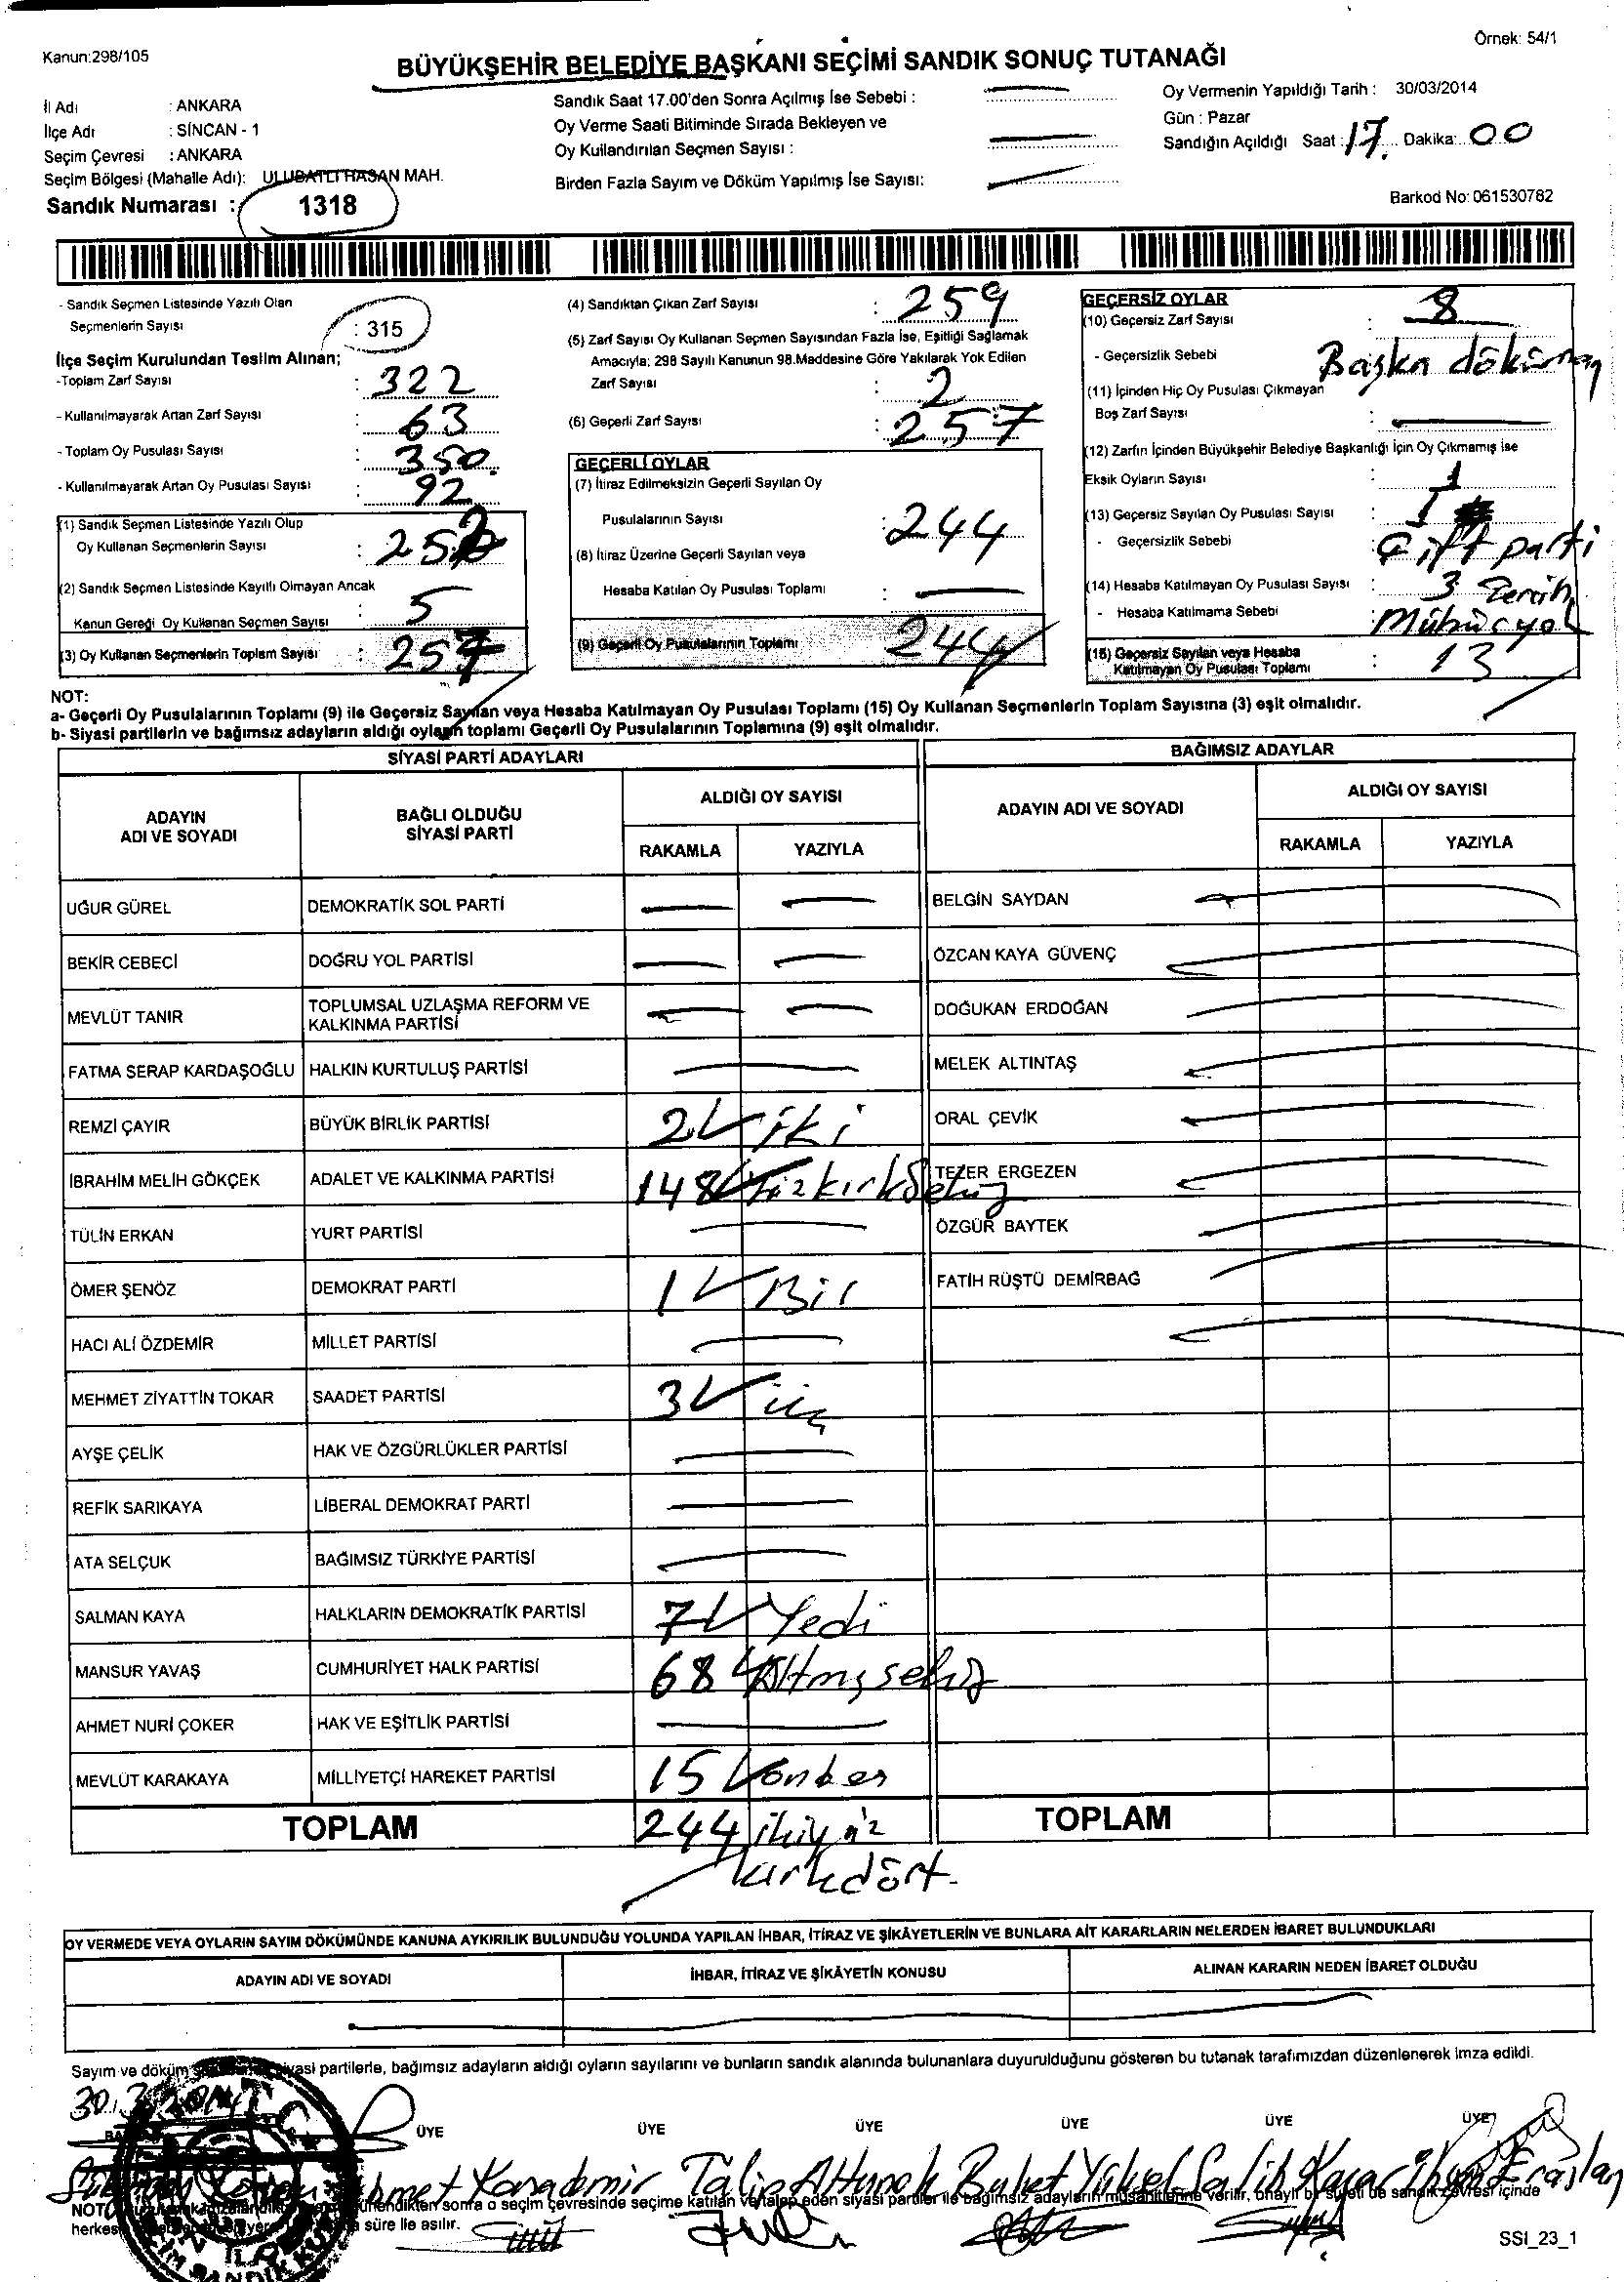 Kanun:298/105
Örnek: 54/1
BÜYÜKŞEHİR BELEDİYE BAŞKANI SEÇİMİ SANDIK SONUÇ TUTANAĞI
İl Adı : ANKARA
İlçe Adı : SİNCAN - 1
Seçim Çevresi : ANKARA
Seçim Bölgesi (Mahalle Adı): ULUBATLI HASAN MAH.
Sandık Numarası : 1318
Sandık Saat 17.00'den Sonra Açılmış İse Sebebi :
Oy Verme Saati Bitiminde Sırada Bekleyen ve
Oy Kullandırılan Seçmen Sayısı :
Birden Fazla Sayım ve Döküm Yapılmış İse Sayısı:
Oy Vermenin Yapıldığı Tarih : 30/03/2014
Gün : Pazar
Sandığın Açıldığı Saat : 17. Dakika: 00
Barkod No: 061530782
- Sandık Seçmen Listesinde Yazılı Olan
Seçmenlerin Sayısı : 315
İlçe Seçim Kurulundan Teslim Alınan;
-Toplam Zarf Sayısı : 322
- Kullanılmayarak Artan Zarf Sayısı : 63
- Toplam Oy Pusulası Sayısı : 350.
- Kullanılmayarak Artan Oy Pusulası Sayısı : 92
(1) Sandık Seçmen Listesinde Yazılı Olup
Oy Kullanan Seçmenlerin Sayısı : 252
(2) Sandık Seçmen Listesinde Kayıtlı Olmayan Ancak
Kanun Gereği Oy Kullanan Seçmen Sayısı : 5
(3) Oy Kullanan Seçmenlerin Toplam Sayısı : 257
(4) Sandıktan Çıkan Zarf Sayısı : 259
(5) Zarf Sayısı Oy Kullanan Seçmen Sayısından Fazla İse, Eşitliği Sağlamak
Amacıyla; 298 Sayılı Kanunun 98.Maddesine Göre Yakılarak Yok Edilen
Zarf Sayısı : 2
(6) Geçerli Zarf Sayısı : 257
GEÇERLİ OYLAR
(7) İtiraz Edilmeksizin Geçerli Sayılan Oy
Pusulalarının Sayısı : 244
(8) İtiraz Üzerine Geçerli Sayılan veya
Hesaba Katılan Oy Pusulası Toplamı :
(9) Geçerli Oy Pusulalarının Toplamı : 244
GEÇERSİZ OYLAR
(10) Geçersiz Zarf Sayısı : 8
- Geçersizlik Sebebi Başka döküman
(11) İçinden Hiç Oy Pusulası Çıkmayan
Boş Zarf Sayısı :
(12) Zarfın İçinden Büyükşehir Belediye Başkanlığı İçin Oy Çıkmamış İse
Eksik Oyların Sayısı : 1
(13) Geçersiz Sayılan Oy Pusulası Sayısı : 1
- Geçersizlik Sebebi : Çift parti
(14) Hesaba Katılmayan Oy Pusulası Sayısı : 3 Tercih
- Hesaba Katılmama Sebebi : Mühür yok
(15) Geçersiz Sayılan veya Hesaba
Katılmayan Oy Pusulası Toplamı : 13
NOT:
a- Geçerli Oy Pusulalarının Toplamı (9) ile Geçersiz Sayılan veya Hesaba Katılmayan Oy Pusulası Toplamı (15) Oy Kullanan Seçmenlerin Toplam Sayısına (3) eşit olmalıdır.
b- Siyasi partilerin ve bağımsız adayların aldığı oyların toplamı Geçerli Oy Pusulalarının Toplamına (9) eşit olmalıdır.
SİYASİ PARTİ ADAYLARI
ADAYIN
ADI VE SOYADI
BAĞLI OLDUĞU
SİYASİ PARTİ
ALDIĞI OY SAYISI
RAKAMLA YAZIYLA
UĞUR GÜREL DEMOKRATİK SOL PARTİ
BEKİR CEBECİ DOĞRU YOL PARTİSİ
MEVLÜT TANIR TOPLUMSAL UZLAŞMA REFORM VE
KALKINMA PARTİSİ
FATMA SERAP KARDAŞOĞLU HALKIN KURTULUŞ PARTİSİ
REMZİ ÇAYIR BÜYÜK BİRLİK PARTİSİ 2 iki
İBRAHİM MELİH GÖKÇEK ADALET VE KALKINMA PARTİSİ 148 Yüzkırksekiz
TÜLİN ERKAN YURT PARTİSİ
ÖMER ŞENÖZ DEMOKRAT PARTİ 1 Bir
HACI ALİ ÖZDEMİR MİLLET PARTİSİ
MEHMET ZİYATTİN TOKAR SAADET PARTİSİ 3 üç
AYŞE ÇELİK HAK VE ÖZGÜRLÜKLER PARTİSİ
REFİK SARIKAYA LİBERAL DEMOKRAT PARTİ
ATA SELÇUK BAĞIMSIZ TÜRKİYE PARTİSİ
SALMAN KAYA HALKLARIN DEMOKRATİK PARTİSİ 7 Yedi
MANSUR YAVAŞ CUMHURİYET HALK PARTİSİ 68 Altmışsekiz
AHMET NURİ ÇOKER HAK VE EŞİTLİK PARTİSİ
MEVLÜT KARAKAYA MİLLİYETÇİ HAREKET PARTİSİ 15 onbeş
TOPLAM 244 ikiyüz
kırkdört.
BAĞIMSIZ ADAYLAR
ADAYIN ADI VE SOYADI
ALDIĞI OY SAYISI
RAKAMLA YAZIYLA
BELGİN SAYDAN
ÖZCAN KAYA GÜVENÇ
DOĞUKAN ERDOĞAN
MELEK ALTINTAŞ
ORAL ÇEVİK
TEZER ERGEZEN
ÖZGÜR BAYTEK
FATİH RÜŞTÜ DEMİRBAĞ
TOPLAM
OY VERMEDE VEYA OYLARIN SAYIM DÖKÜMÜNDE KANUNA AYKIRILIK BULUNDUĞU YOLUNDA YAPILAN İHBAR, İTİRAZ VE ŞİKÂYETLERİN VE BUNLARA AİT KARARLARIN NELERDEN İBARET BULUNDUKLARI
ADAYIN ADI VE SOYADI İHBAR, İTİRAZ VE ŞİKÂYETİN KONUSU ALINAN KARARIN NEDEN İBARET OLDUĞU
Sayım ve döküm siyasi partilerle, bağımsız adayların aldığı oyların sayılarını ve bunların sandık alanında bulunanlara duyurulduğunu gösteren bu tutanak tarafımızdan düzenlenerek imza edildi.
30.3.2014
ÜYE ÜYE ÜYE ÜYE ÜYE ÜYE
Ahmet Karademir Talip Altunok Bulent Yüksel Salih Kaçar İlyas Eraslan
NOT sonra o seçim çevresinde seçime katılan ve talep eden siyasi partiler ile bağımsız adayların müşahitlerine verilir, onaylı bir sureti de sandık çevresi içinde
herkes süre ile asılır.
SSI_23_1